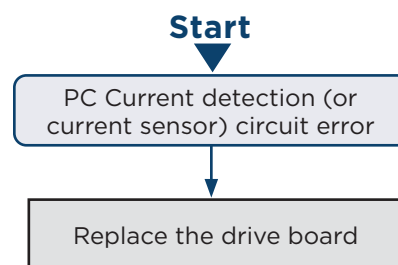 Start
PC Current detection (or
current sensor) circuit error
Replace the drive board